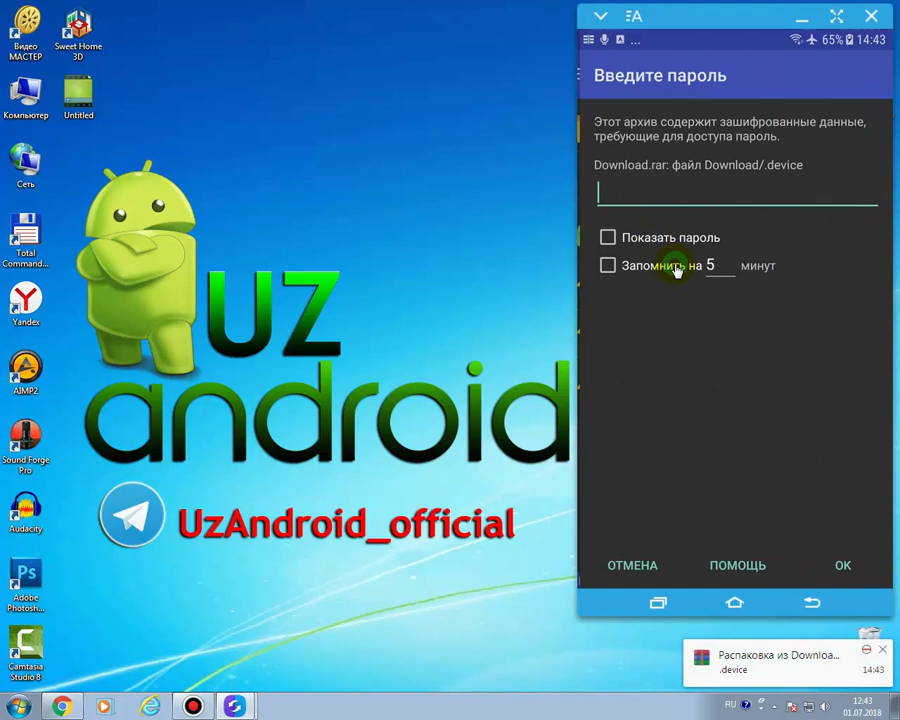 Видео
МАСТЕР
Sweet Home
3D
Компьютер
Untitled
Сеть
Total
Comman...
Yandex
AIMP2
Sound Forge
Pro
Audacity
Ps
Adobe
Photosh...
Camtasia
Studio 8
UZ
android
UzAndroid_official
A
...
65%
14:43
Введите пароль
Этот архив содержит зашифрованные данные,
требующие для доступа пароль.
Download.rar: файл Download/.device
Показать пароль
Запомнить на 5 минут
ОТМЕНА
ПОМОЩЬ
OK
Распаковка из Downloa...
.device
14:43
RU
12:43
01.07.2018